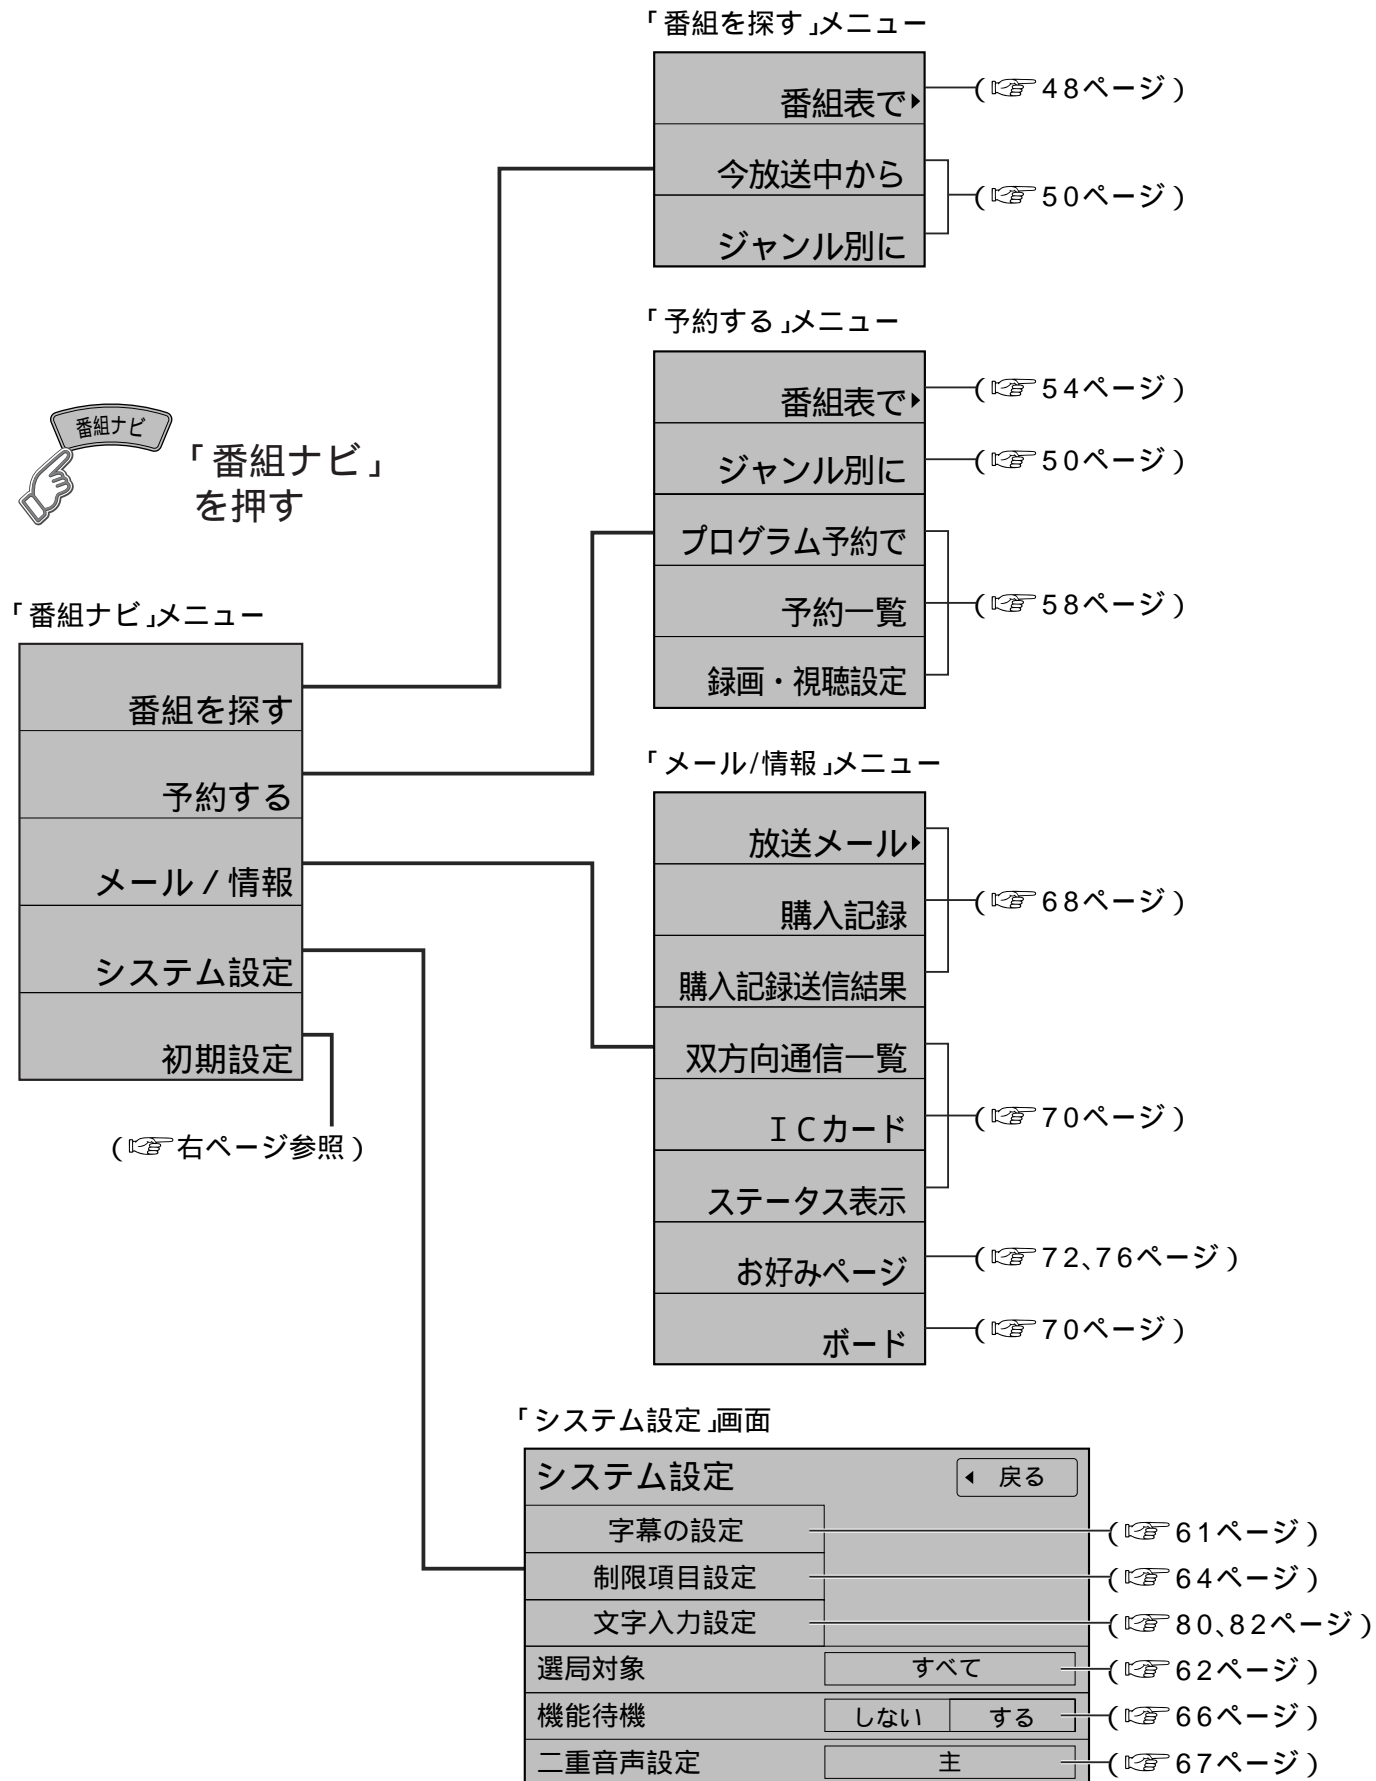 番組ナビ
「番組ナビ」
を押す
「番組ナビ」メニュー
番組を探す
予約する
メール/情報
システム設定
初期設定
(☞右ページ参照)
「番組を探す」メニュー
番組表で▶
(☞48ページ)
今放送中から
ジャンル別に
(☞50ページ)
「予約する」メニュー
番組表で▶
(☞54ページ)
ジャンル別に
(☞50ページ)
プログラム予約で
予約一覧
録画・視聴設定
(☞58ページ)
「メール/情報」メニュー
放送メール▶
購入記録
購入記録送信結果
(☞68ページ)
双方向通信一覧
ICカード
ステータス表示
(☞70ページ)
お好みページ
(☞72、76ページ)
ボード
(☞70ページ)
「システム設定」画面
システム設定
◀ 戻る
字幕の設定
(☞61ページ)
制限項目設定
(☞64ページ)
文字入力設定
(☞80、82ページ)
選局対象 すべて
(☞62ページ)
機能待機 しない する
(☞66ページ)
二重音声設定 主
(☞67ページ)